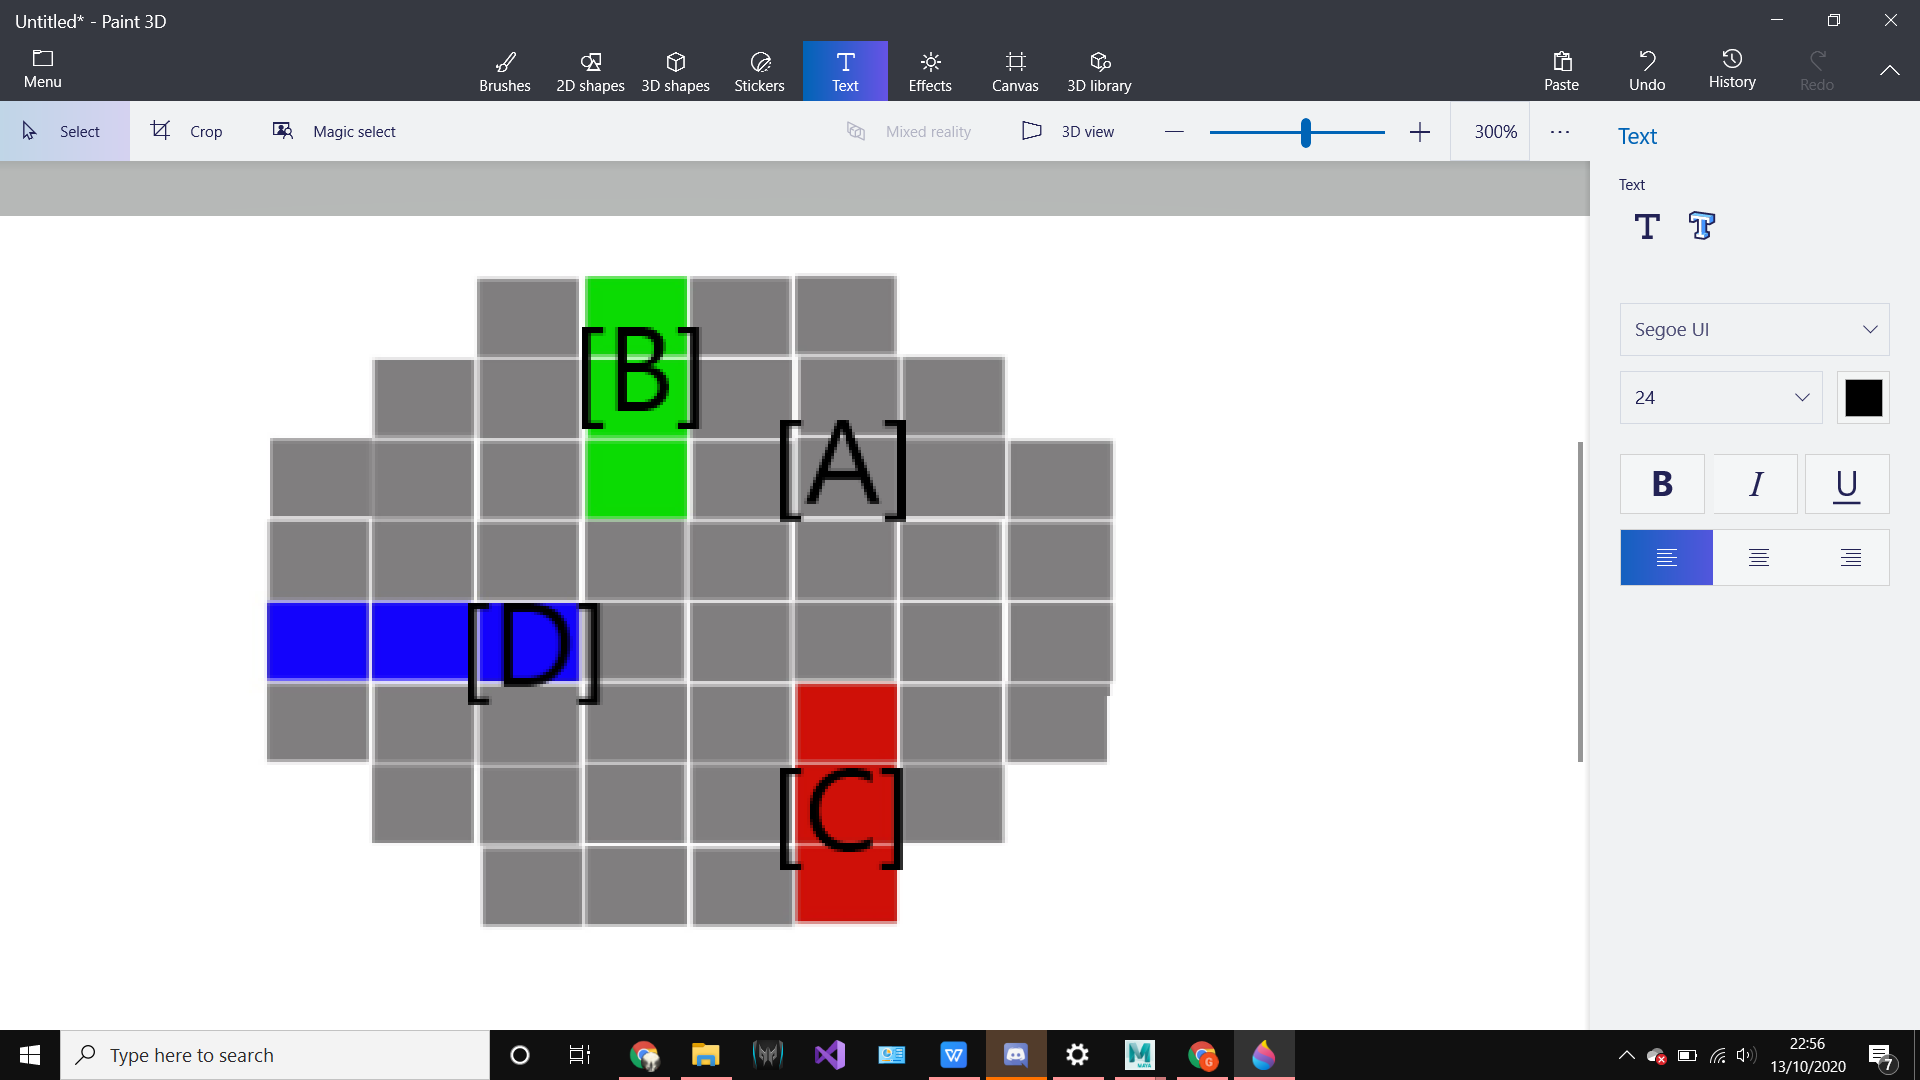 Untitled* - Paint 3D
Menu
Brushes
2D shapes
3D shapes
Stickers
Text
Effects
Canvas
3D library
Paste
Undo
History
Redo
Select
Crop
Magic select
Mixed reality
3D view
300%
Text
Text
Segoe UI
24
B
I
U
[B]
[A]
[D]
[C]
Type here to search
22:56
13/10/2020
7